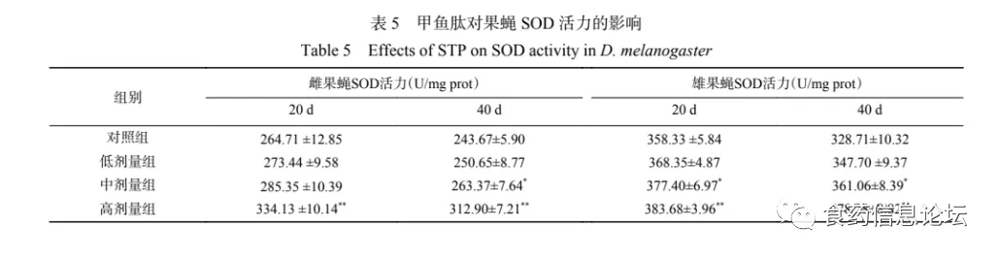 表 5 甲鱼肽对果蝇 SOD 活力的影响
Table 5 Effects of STP on SOD activity in D. melanogaster
组别 雌果蝇SOD活力(U/mg prot) 雄果蝇SOD活力(U/mg prot)
20 d 40 d 20 d 40 d
对照组 264.71 ±12.85 243.67±5.90 358.33 ±5.84 328.71±10.32
低剂量组 273.44 ±9.58 250.65±8.77 368.35±4.87 347.70 ±9.37
中剂量组 285.35 ±10.39 263.37±7.64* 377.40±6.97* 361.06±8.39*
高剂量组 334.13 ±10.14** 312.90±7.21** 383.68±3.96**
食药信息论坛